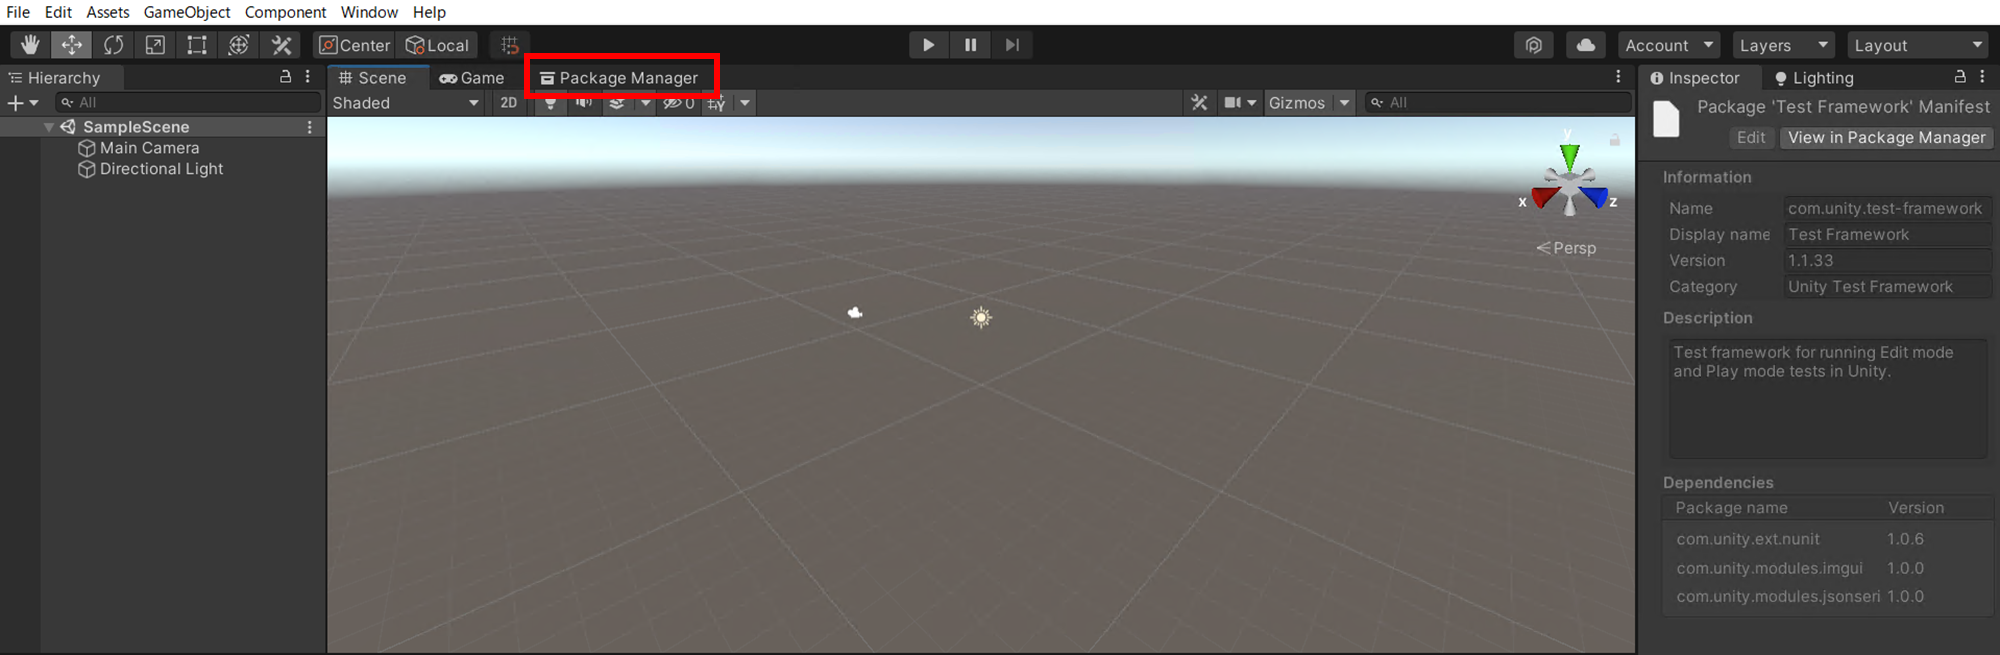 File Edit Assets GameObject Component Window Help
Center Local Account Layers Layout
Hierarchy
All
SampleScene
Main Camera
Directional Light
Scene Game Package Manager
Shaded 2D 0 Gizmos All
y
x z
Persp
Inspector Lighting
Package 'Test Framework' Manifest
Edit View in Package Manager
Information
Name com.unity.test-framework
Display name Test Framework
Version 1.1.33
Category Unity Test Framework
Description
Test framework for running Edit mode
and Play mode tests in Unity.
Dependencies
Package name Version
com.unity.ext.nunit 1.0.6
com.unity.modules.imgui 1.0.0
com.unity.modules.jsonseri 1.0.0